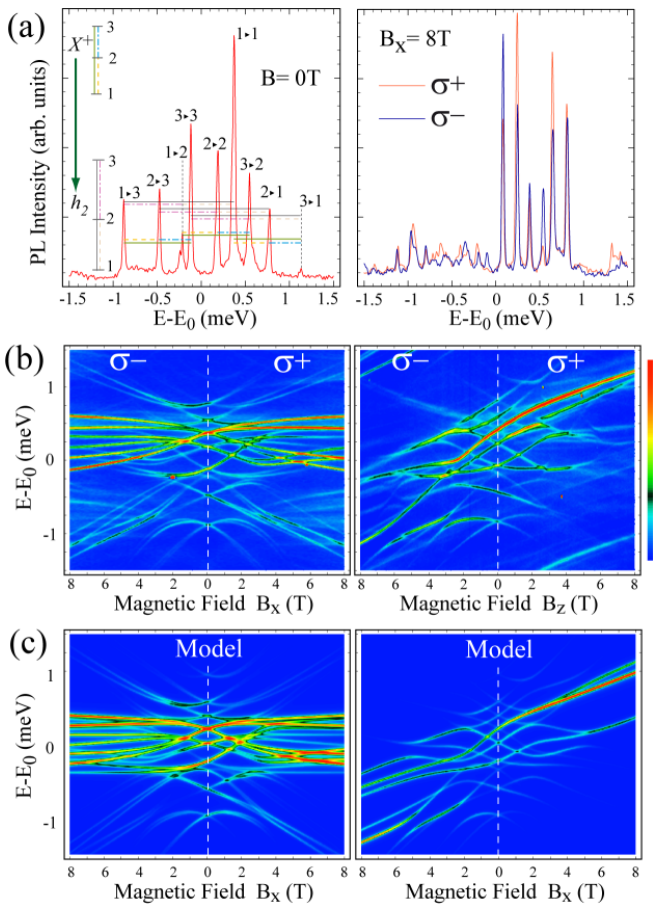 (a)
X+
3
2
1
h2
3
2
1
B= 0T
1▸1
3▸3
1▸2
2▸2
3▸2
1▸3
2▸3
2▸1
3▸1
PL Intensity (arb. units)
-1.5 -1.0 -0.5 0 0.5 1.0 1.5
E-E0 (meV)
Bx= 8T
σ+
σ−
-1.5 -1.0 -0.5 0 0.5 1.0 1.5
E-E0 (meV)
(b)
σ− σ+
σ− σ+
E-E0 (meV)
1
0
-1
8 6 4 2 0 2 4 6 8
Magnetic Field Bx (T)
8 6 4 2 0 2 4 6 8
Magnetic Field Bz (T)
(c)
Model
Model
E-E0 (meV)
1
0
-1
8 6 4 2 0 2 4 6 8
Magnetic Field Bx (T)
8 6 4 2 0 2 4 6 8
Magnetic Field Bx (T)